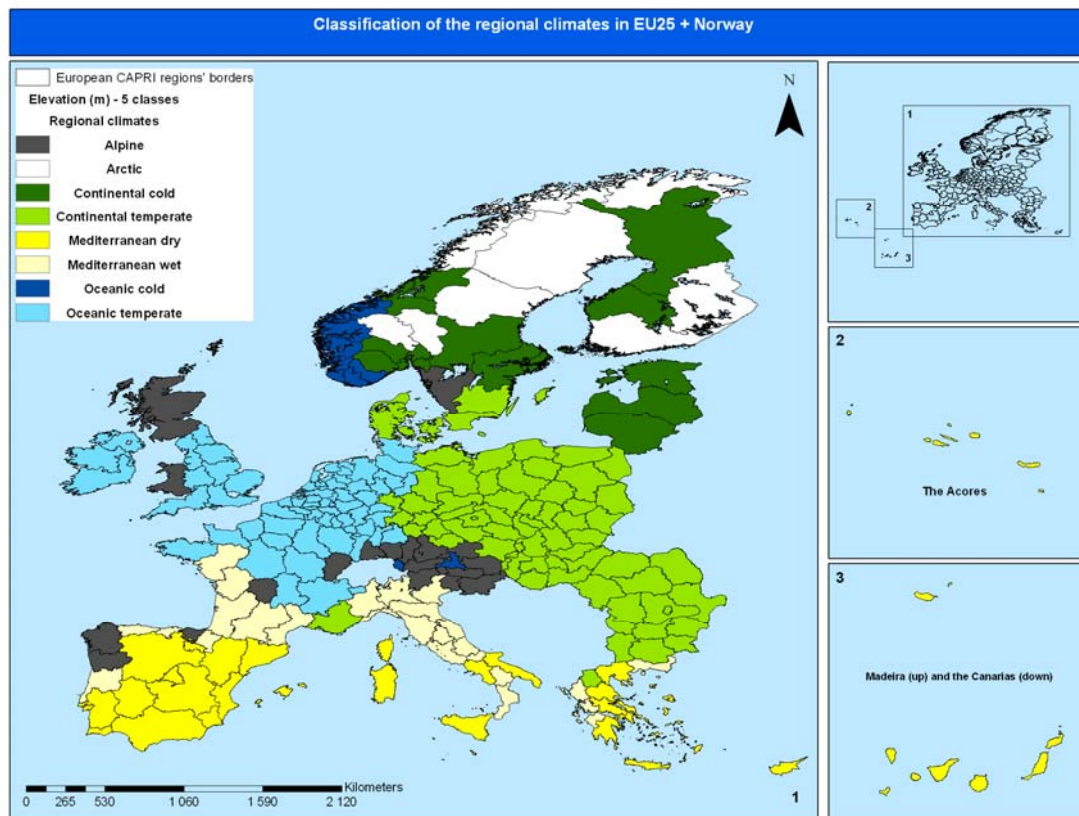 Classification of the regional climates in EU25 + Norway
European CAPRI regions' borders
Elevation (m) - 5 classes
Regional climates
Alpine
Arctic
Continental cold
Continental temperate
Mediterranean dry
Mediterranean wet
Oceanic cold
Oceanic temperate
N
Kilometers
0 265 530 1 060 1 590 2 120
1
1
2
3
2
The Acores
3
Madeira (up) and the Canarias (down)